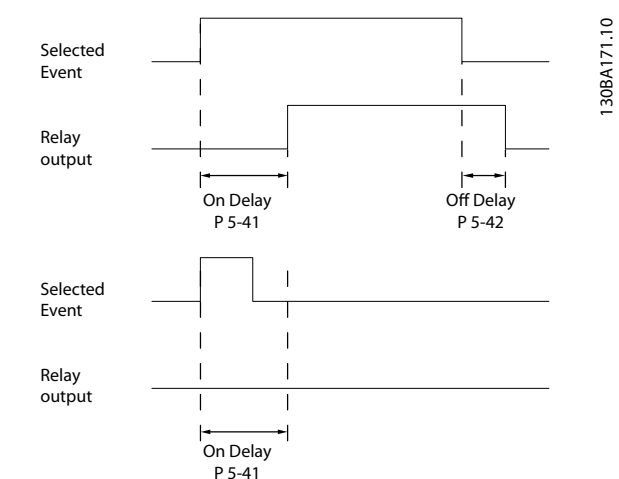 Selected
Event
Relay
output
On Delay
P 5-41
Off Delay
P 5-42
Selected
Event
Relay
output
On Delay
P 5-41
130BA171.10